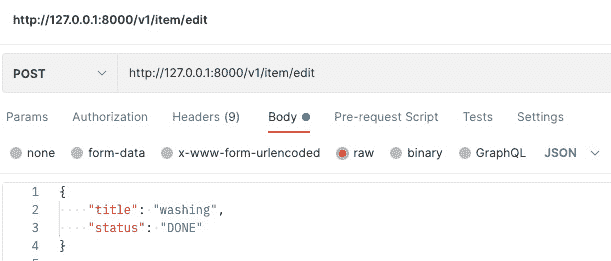 http://127.0.0.1:8000/v1/item/edit
POST http://127.0.0.1:8000/v1/item/edit
Params Authorization Headers (9) Body Pre-request Script Tests Settings
none form-data x-www-form-urlencoded raw binary GraphQL JSON
1 {
2 "title": "washing",
3 "status": "DONE"
4 }